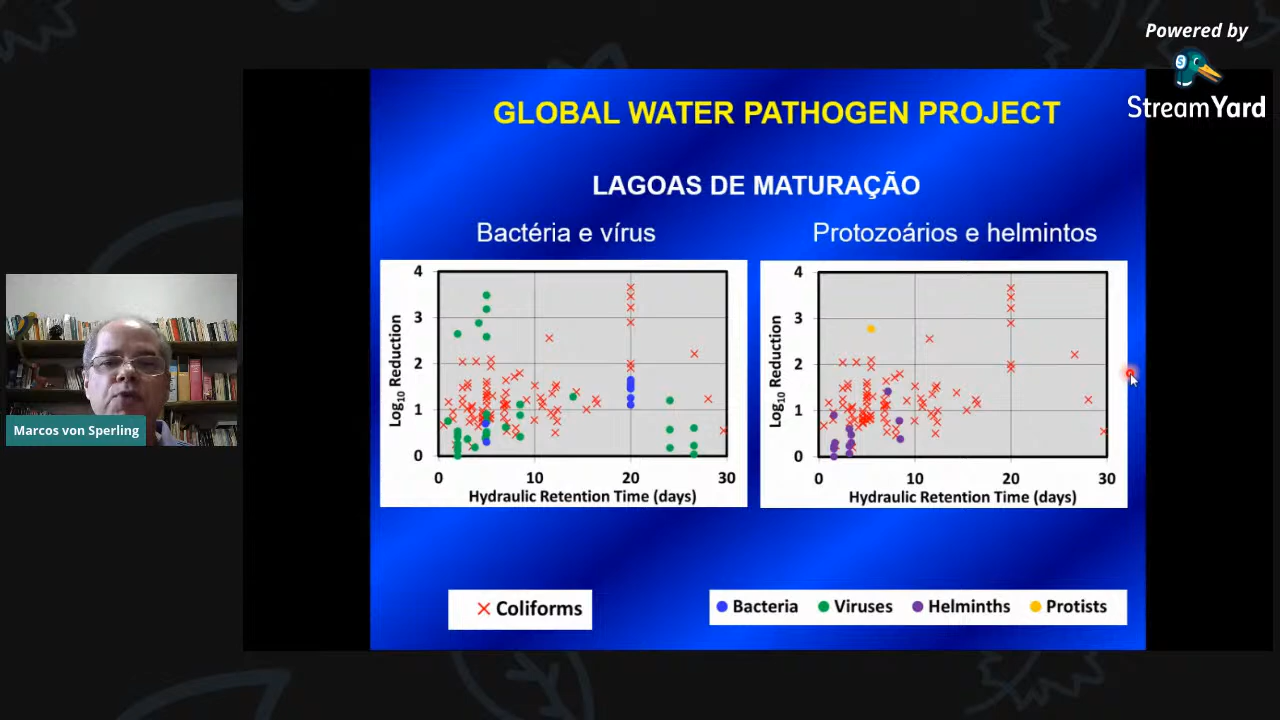 Powered by
StreamYard
GLOBAL WATER PATHOGEN PROJECT
LAGOAS DE MATURAÇÃO
Bactéria e vírus
Protozoários e helmintos
4
3
2
1
0
Log10 Reduction
0 10 20 30
Hydraulic Retention Time (days)
4
3
2
1
0
Log10 Reduction
0 10 20 30
Hydraulic Retention Time (days)
Marcos von Sperling
Coliforms
Bacteria Viruses Helminths Protists